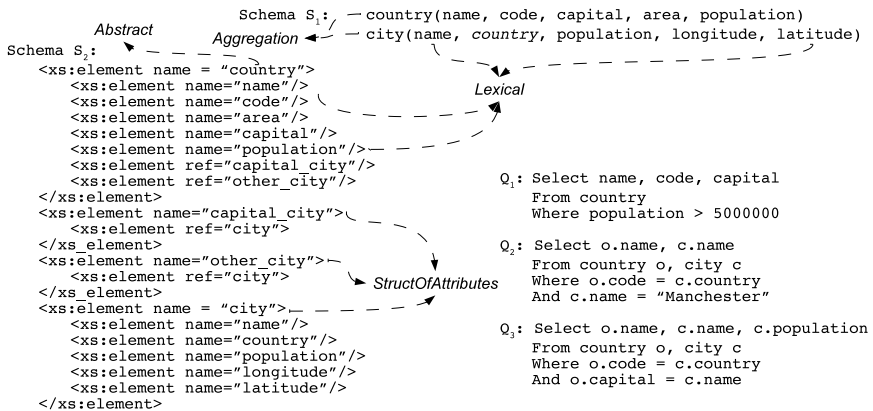 Schema S1: country(name, code, capital, area, population)
Abstract
Aggregation
city(name, country, population, longitude, latitude)
Schema S2:
Lexical
<xs:element name = “country”>
<xs:element name=”name”/>
<xs:element name=”code”/>
<xs:element name=”area”/>
<xs:element name=”capital”/>
<xs:element name=”population”/>
<xs:element ref=”capital_city”/>
<xs:element ref=”other_city”/>
</xs:element>
<xs:element name=”capital_city”>
<xs:element ref=”city”>
</xs_element>
<xs:element name=”other_city”>
<xs:element ref=”city”>
</xs_element>
<xs:element name = “city”>
<xs:element name=”name”/>
<xs:element name=”country”/>
<xs:element name=”population”/>
<xs:element name=”longitude”/>
<xs:element name=”latitude”/>
</xs:element>
StructOfAttributes
Q1: Select name, code, capital
From country
Where population > 5000000
Q2: Select o.name, c.name
From country o, city c
Where o.code = c.country
And c.name = “Manchester”
Q3: Select o.name, c.name, c.population
From country o, city c
Where o.code = c.country
And o.capital = c.name